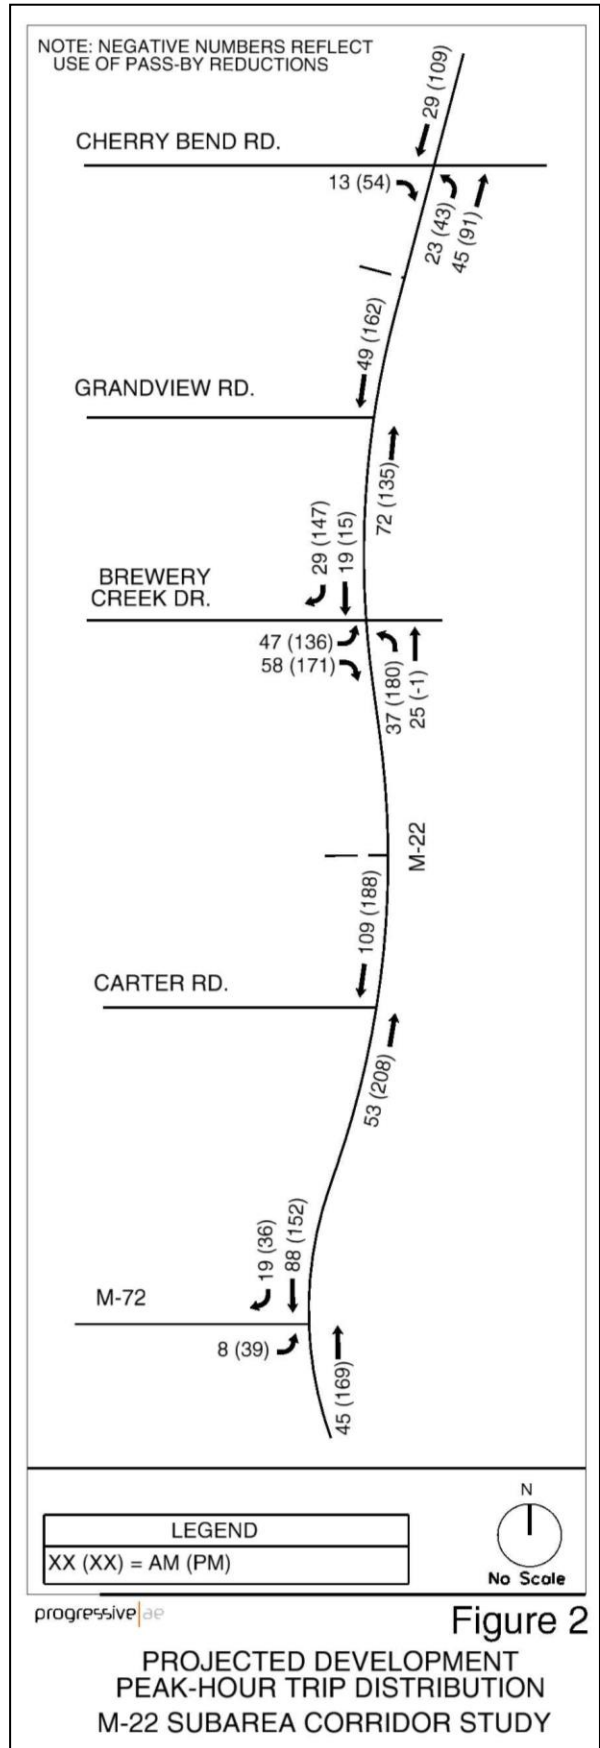 NOTE: NEGATIVE NUMBERS REFLECT
USE OF PASS-BY REDUCTIONS
29 (109)
CHERRY BEND RD.
13 (54)
23 (43)
45 (91)
49 (162)
GRANDVIEW RD.
72 (135)
29 (147)
19 (15)
BREWERY
CREEK DR.
47 (136)
58 (171)
37 (180)
25 (-1)
M-22
109 (188)
CARTER RD.
53 (208)
19 (36)
88 (152)
M-72
8 (39)
45 (169)
LEGEND
XX (XX) = AM (PM)
N
No Scale
progressive|ae
Figure 2
PROJECTED DEVELOPMENT
PEAK-HOUR TRIP DISTRIBUTION
M-22 SUBAREA CORRIDOR STUDY